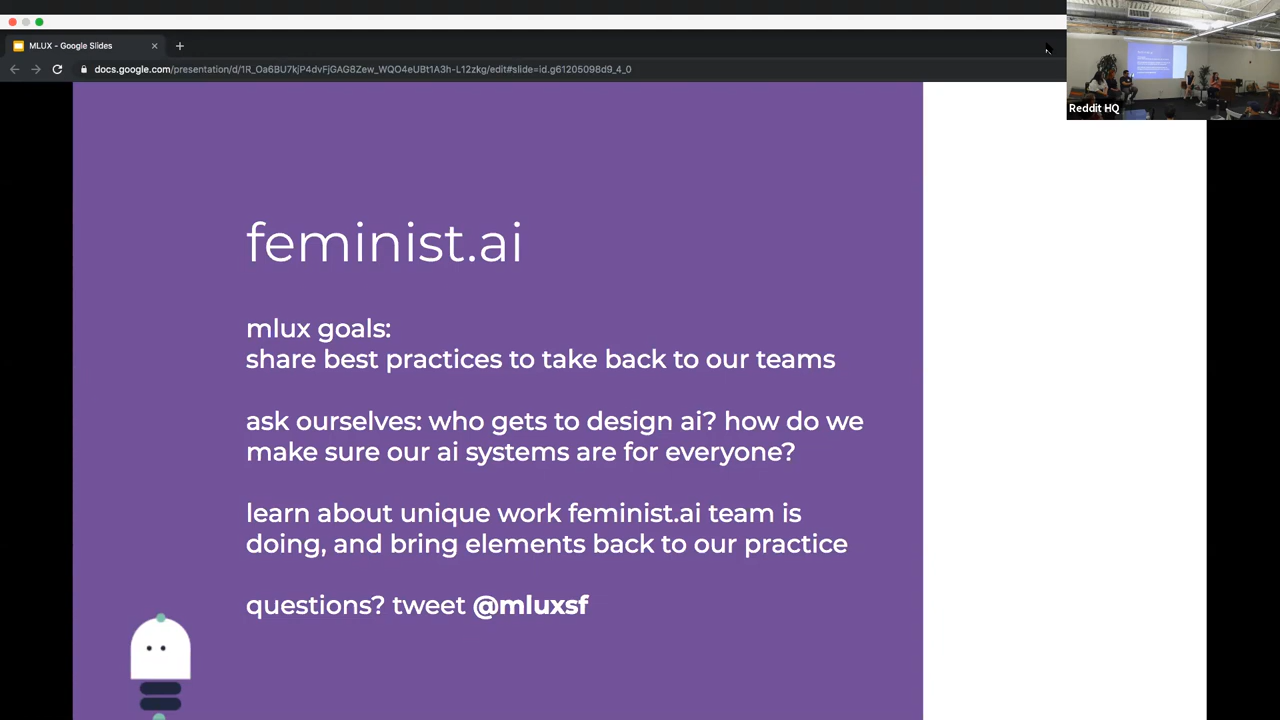 MLUX - Google Slides
docs.google.com/presentation/d/1R_Oa6BU7kjP4dvFjGAG8Zew_WQO4eUBt1A3h-L12zkg/edit#slide=id.g61205098d9_4_0
Reddit HQ
feminist.ai
mlux goals:
share best practices to take back to our teams
ask ourselves: who gets to design ai? how do we
make sure our ai systems are for everyone?
learn about unique work feminist.ai team is
doing, and bring elements back to our practice
questions? tweet @mluxsf